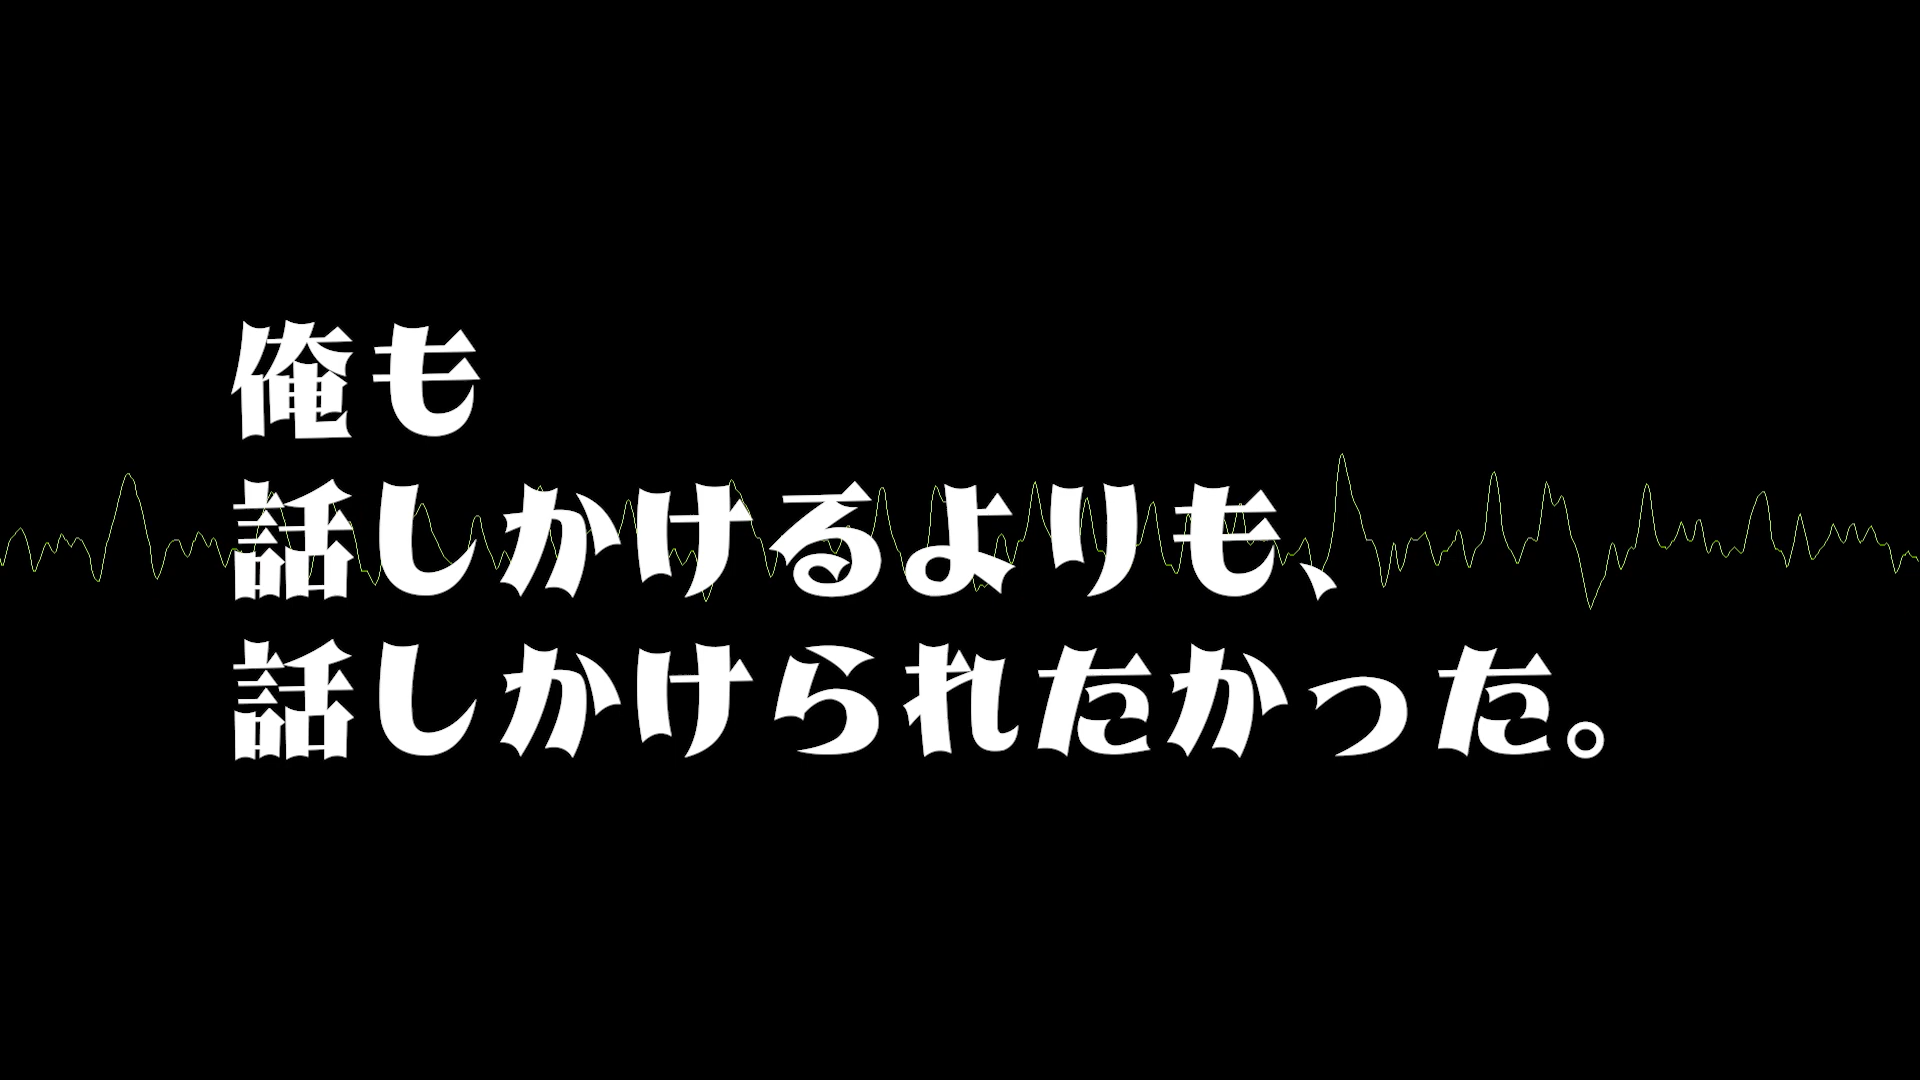 俺も
話しかけるよりも、
話しかけられたかった。